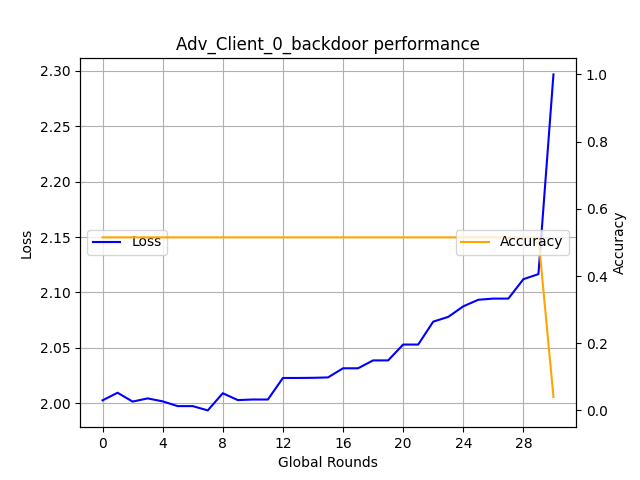 Adv_Client_0_backdoor performance
2.30
2.25
2.20
2.15
2.10
2.05
2.00
Loss
Loss
Accuracy
1.0
0.8
0.6
0.4
0.2
0.0
Accuracy
0 4 8 12 16 20 24 28
Global Rounds